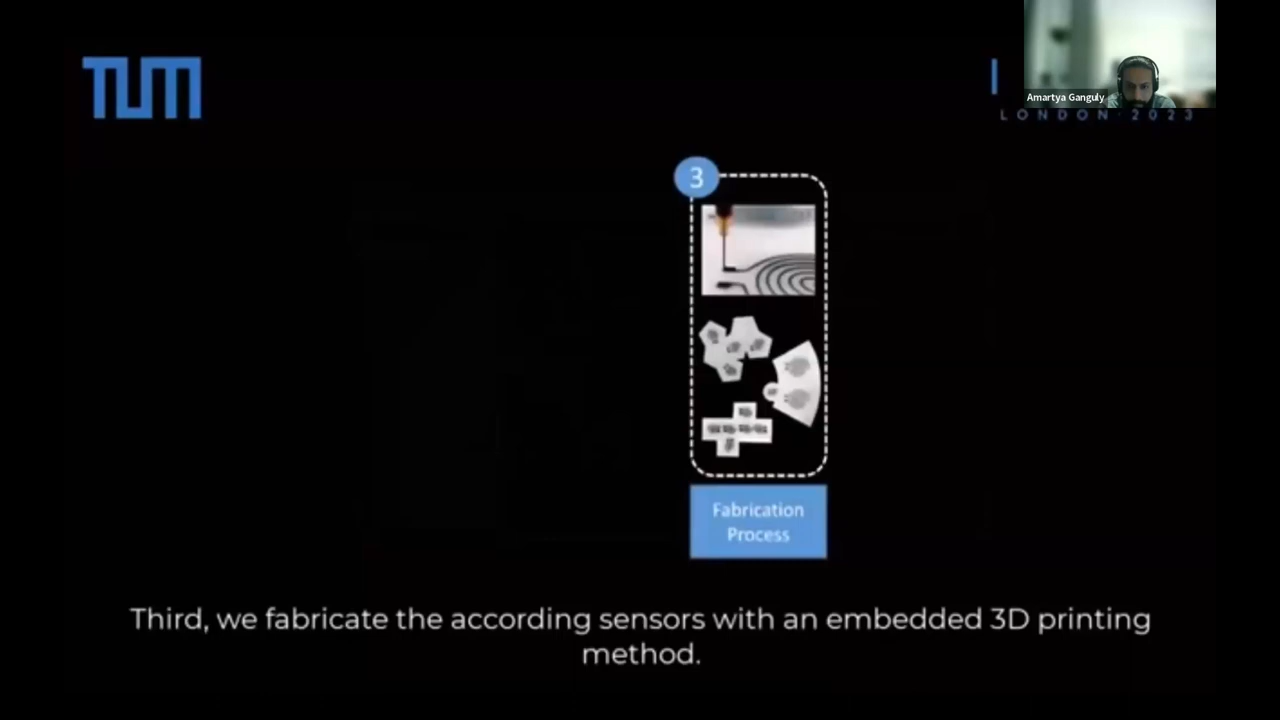 TUM
Amartya Ganguly
LONDON 2023
3
Fabrication
Process
Third, we fabricate the according sensors with an embedded 3D printing
method.